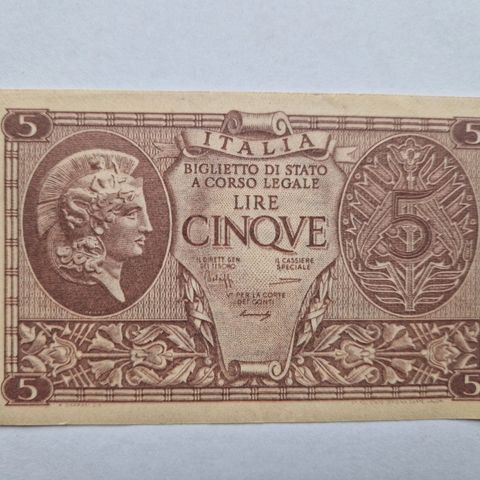 5
5
ITALIA
BIGLIETTO DI STATO
A CORSO LEGALE
LIRE
CINQVE
5
IL DIRETT. GEN.
DEL TESORO
IL CASSIERE
SPECIALE
Vº PER LA CORTE
DEI CONTI
5
5